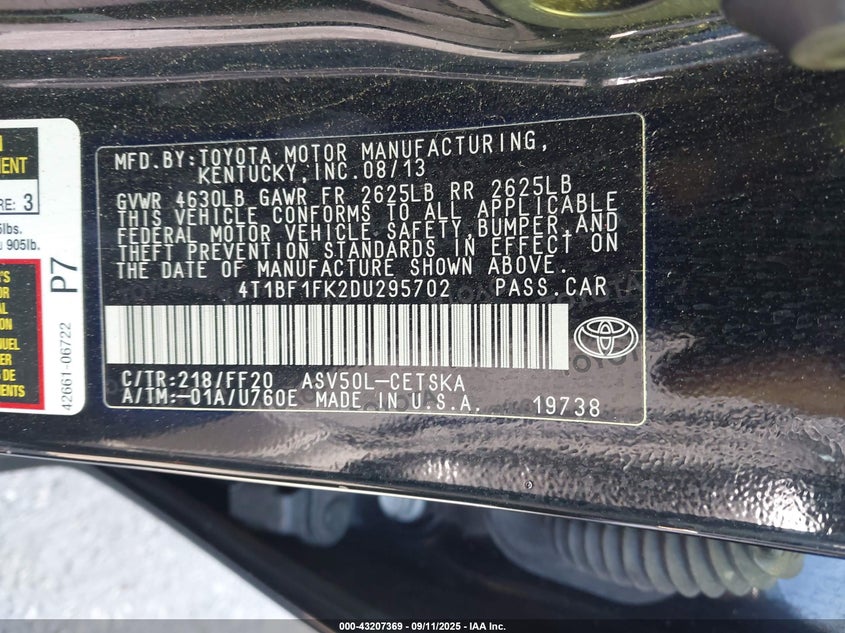 MFD.BY:TOYOTA MOTOR MANUFACTURING,
KENTUCKY,INC.08/13
GVWR 4630LB GAWR FR 2625LB RR 2625LB
THIS VEHICLE CONFORMS TO ALL APPLICABLE
FEDERAL MOTOR VEHICLE SAFETY,BUMPER,AND
THEFT PREVENTION STANDARDS IN EFFECT ON
THE DATE OF MANUFACTURE SHOWN ABOVE.
4T1BF1FK2DU295702 PASS.CAR
C/TR:218/FF20 ASV50L-CETSKA
A/TM:-01A/U760E MADE IN U.S.A. 19738
RE: 3
lbs.
905lb.
P7
42661-06722
DE
000-43207369 - 09/11/2025 - IAA Inc.